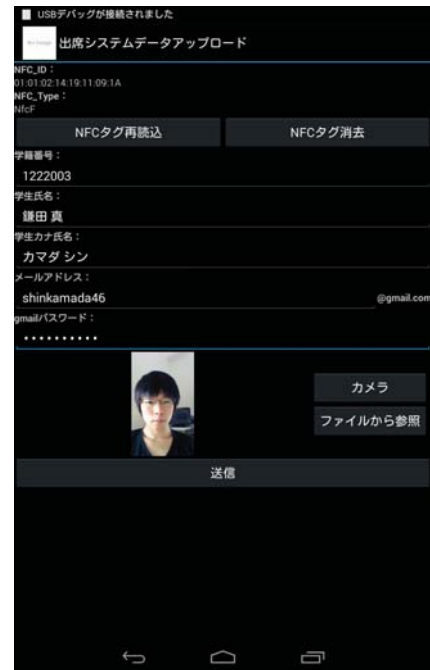 USBデバッグが接続されました
No Image
出席システムデータアップロード
NFC_ID：
01:01:02:14:19:11:09:1A
NFC_Type：
NfcF
NFCタグ再読込 NFCタグ消去
学籍番号：
1222003
学生氏名：
鎌田 真
学生カナ氏名：
カマダ シン
メールアドレス：
shinkamada46 @gmail.com
gmailパスワード：
••••••••••
カメラ
ファイルから参照
送信